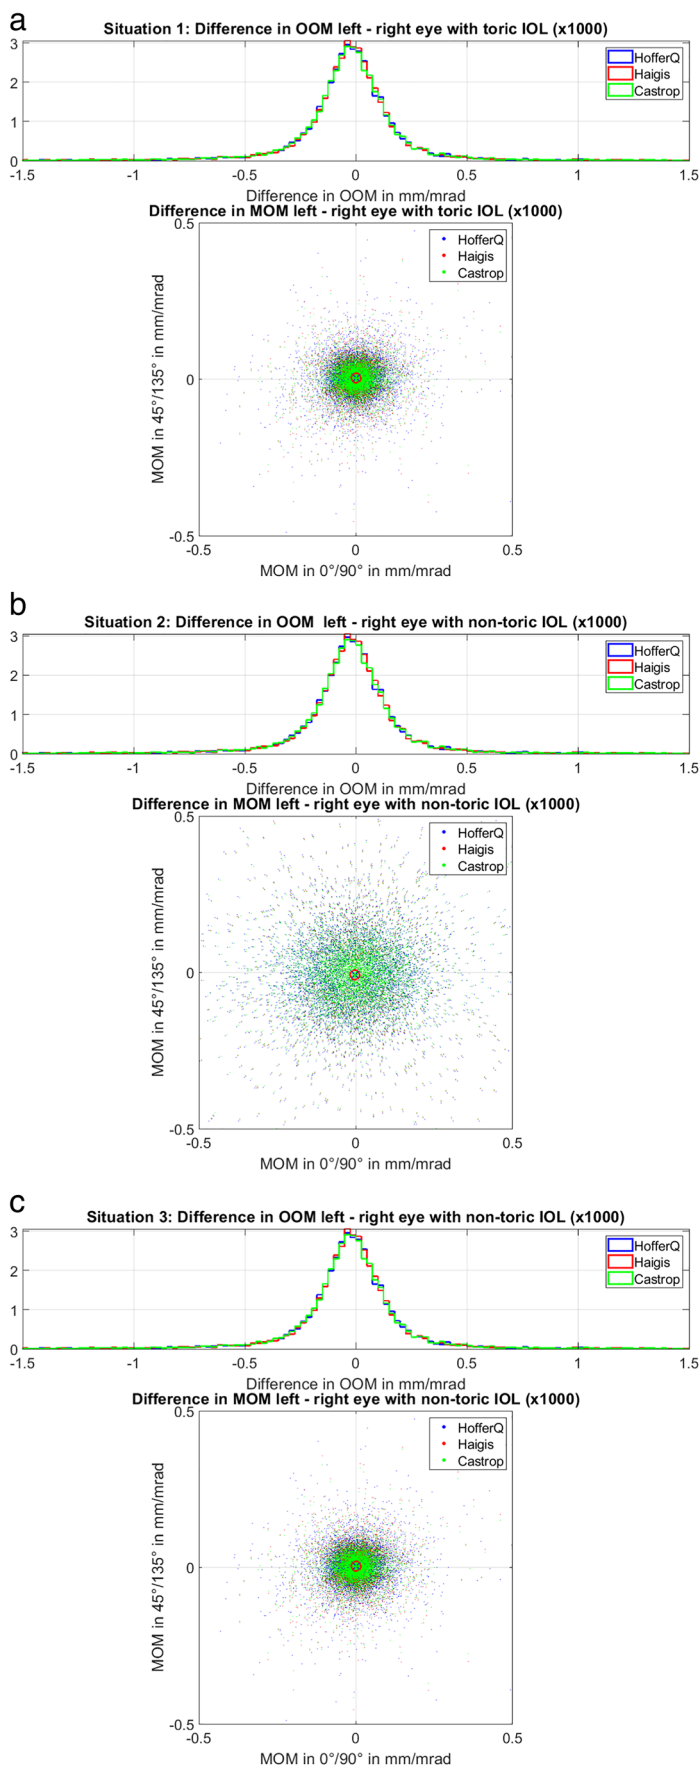 a
Situation 1: Difference in OOM left - right eye with toric IOL (x1000)
3
2
1
0
HofferQ
Haigis
Castrop
-1.5 -1 -0.5 0 0.5 1 1.5
Difference in OOM in mm/mrad
Difference in MOM left - right eye with toric IOL (x1000)
0.5
HofferQ
Haigis
Castrop
MOM in 45°/135° in mm/mrad
0
-0.5
-0.5 0 0.5
MOM in 0°/90° in mm/mrad
b
Situation 2: Difference in OOM  left - right eye with non-toric IOL (x1000)
3
2
1
0
HofferQ
Haigis
Castrop
-1.5 -1 -0.5 0 0.5 1 1.5
Difference in OOM in mm/mrad
Difference in MOM left - right eye with non-toric IOL (x1000)
0.5
HofferQ
Haigis
Castrop
MOM in 45°/135° in mm/mrad
0
-0.5
-0.5 0 0.5
MOM in 0°/90° in mm/mrad
c
Situation 3: Difference in OOM left - right eye with non-toric IOL (x1000)
3
2
1
0
HofferQ
Haigis
Castrop
-1.5 -1 -0.5 0 0.5 1 1.5
Difference in OOM in mm/mrad
Difference in MOM left - right eye with non-toric IOL (x1000)
0.5
HofferQ
Haigis
Castrop
MOM in 45°/135° in mm/mrad
0
-0.5
-0.5 0 0.5
MOM in 0°/90° in mm/mrad